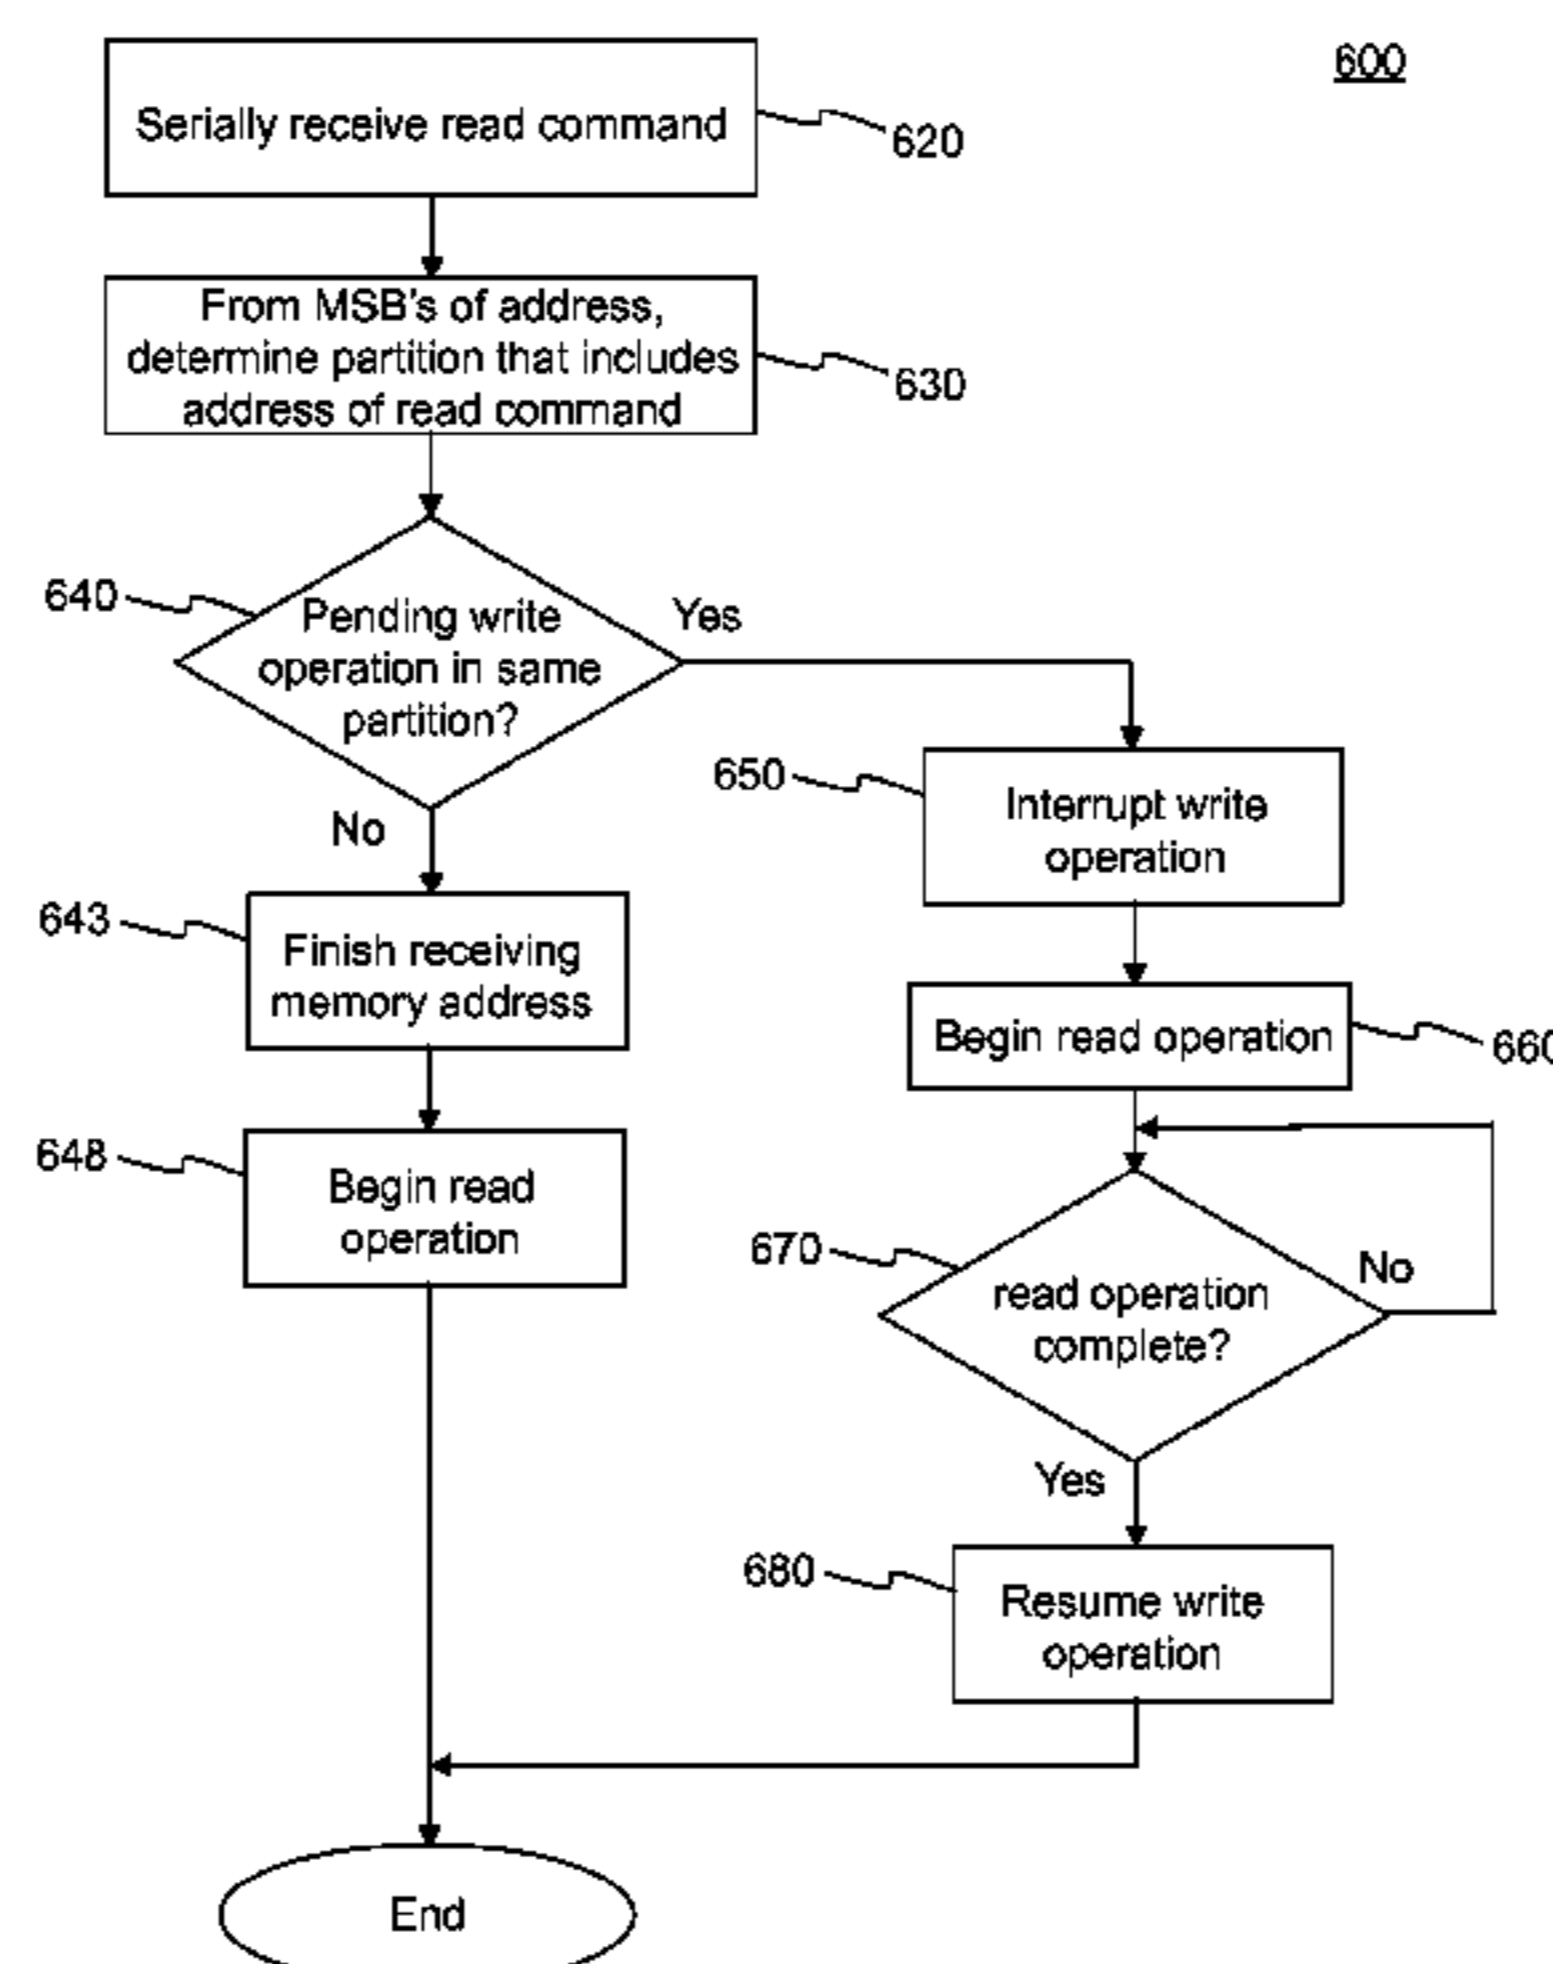 600
Serially receive read command
620
From MSB's of address,
determine partition that includes
address of read command
630
640
Pending write
operation in same
partition?
Yes
No
650
Interrupt write
operation
643
Finish receiving
memory address
Begin read operation
660
648
Begin read
operation
670
read operation
complete?
No
Yes
680
Resume write
operation
End